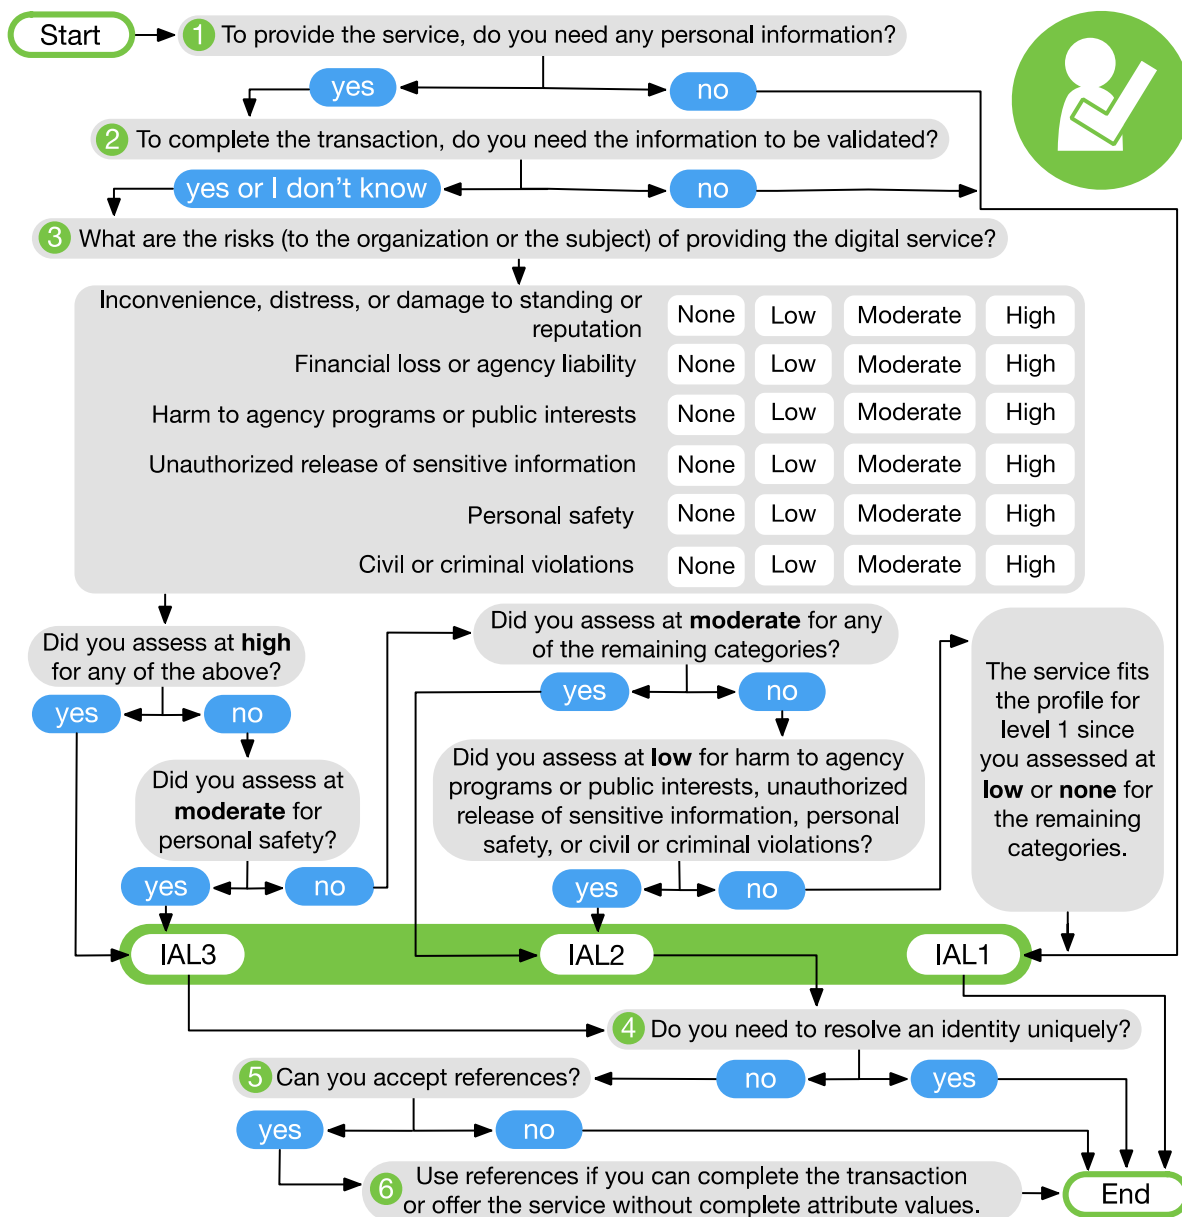 Start
1 To provide the service, do you need any personal information?
yes
no
2 To complete the transaction, do you need the information to be validated?
yes or I don't know
no
3 What are the risks (to the organization or the subject) of providing the digital service?
Inconvenience, distress, or damage to standing or
reputation
None Low Moderate High
Financial loss or agency liability None Low Moderate High
Harm to agency programs or public interests None Low Moderate High
Unauthorized release of sensitive information None Low Moderate High
Personal safety None Low Moderate High
Civil or criminal violations None Low Moderate High
Did you assess at high
for any of the above?
yes
no
Did you assess at
moderate for
personal safety?
yes
no
Did you assess at moderate for any
of the remaining categories?
yes
no
Did you assess at low for harm to agency
programs or public interests, unauthorized
release of sensitive information, personal
safety, or civil or criminal violations?
yes
no
The service fits
the profile for
level 1 since
you assessed at
low or none for
the remaining
categories.
IAL3
IAL2
IAL1
4 Do you need to resolve an identity uniquely?
no
yes
5 Can you accept references?
yes
no
6 Use references if you can complete the transaction
or offer the service without complete attribute values.
End